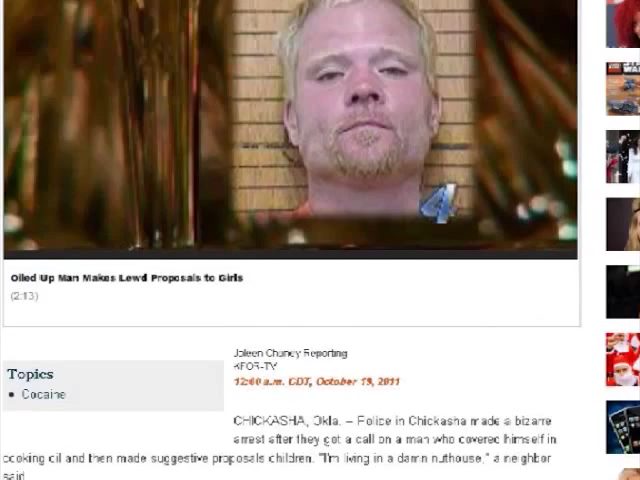 4
Oiled Up Man Makes Lewd Proposals to Girls
(2:13)
Joleen Chaney Reporting
KFOR-TV
12:00 a.m. CDT, October 19, 2011
Topics
• Cocaine
CHICKASHA, Okla. -- Police in Chickasha made a bizarre
arrest after they got a call on a man who covered himself in
cooking oil and then made suggestive proposals children. "I'm living in a damn nuthouse," a neighbor
said.